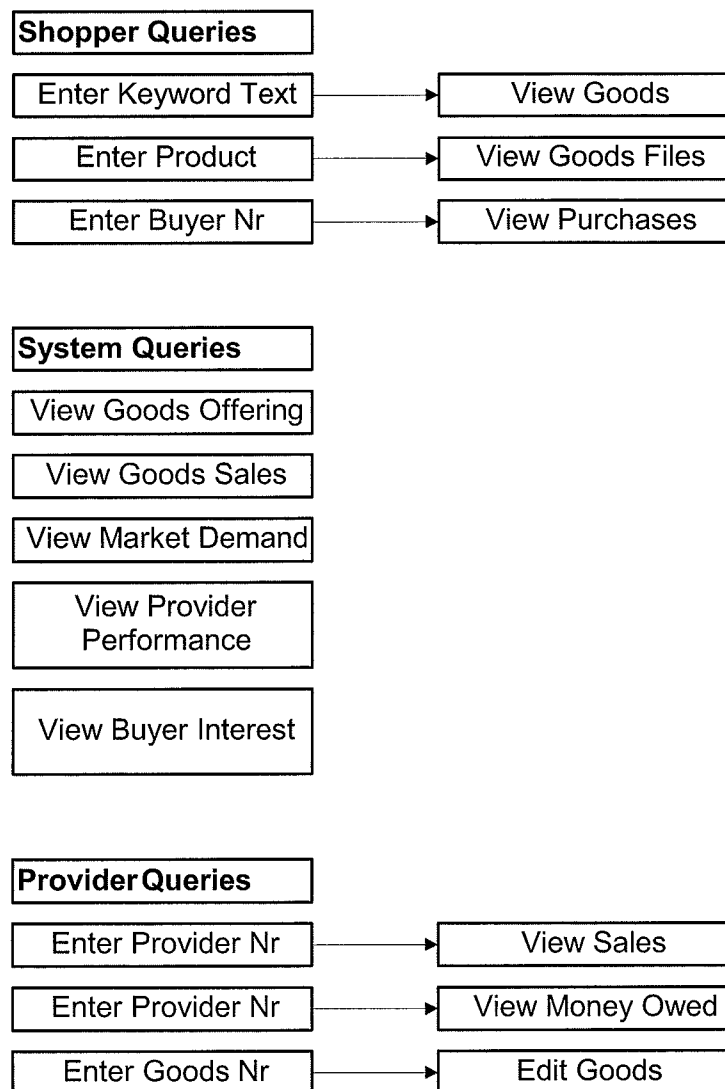 Shopper Queries
Enter Keyword Text
View Goods
Enter Product
View Goods Files
Enter Buyer Nr
View Purchases
System Queries
View Goods Offering
View Goods Sales
View Market Demand
View Provider
Performance
View Buyer Interest
Provider Queries
Enter Provider Nr
View Sales
Enter Provider Nr
View Money Owed
Enter Goods Nr
Edit Goods